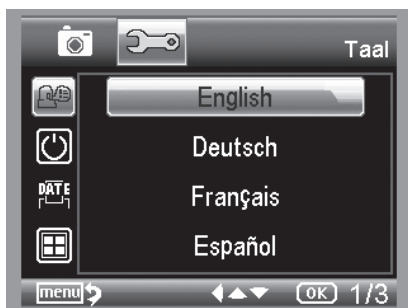 Taal
English
Deutsch
DATE
Français
Español
menu
OK 1/3